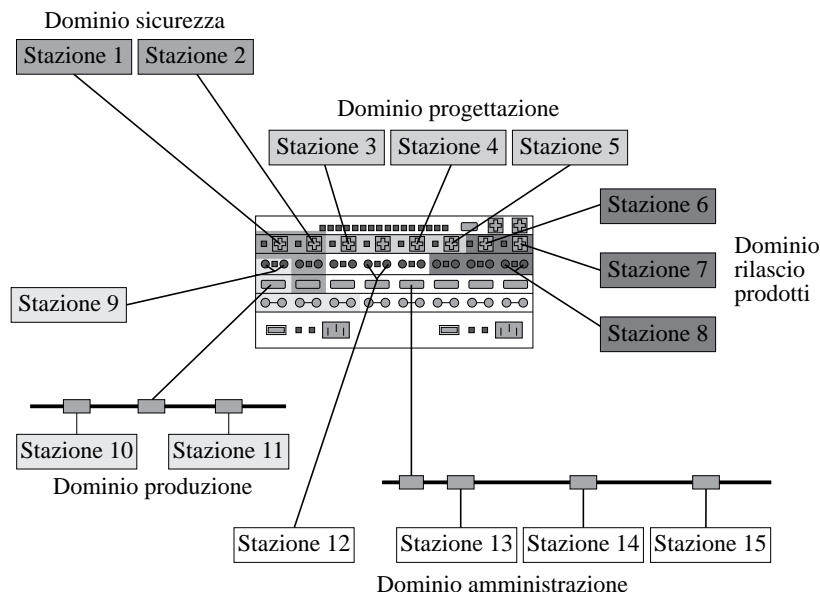 Dominio sicurezza
Stazione 1
Stazione 2
Dominio progettazione
Stazione 3
Stazione 4
Stazione 5
Stazione 6
Stazione 7
Dominio
rilascio
prodotti
Stazione 8
Stazione 9
Stazione 10
Stazione 11
Dominio produzione
Stazione 12
Stazione 13
Stazione 14
Stazione 15
Dominio amministrazione